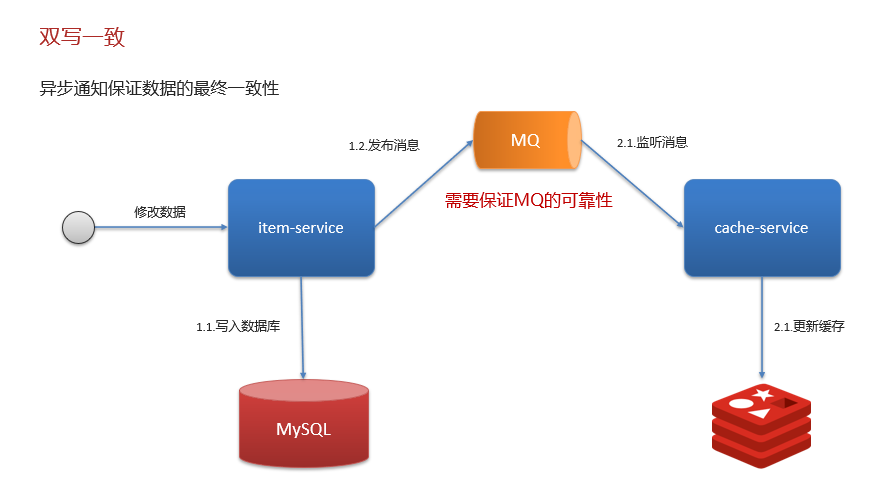 双写一致
异步通知保证数据的最终一致性
1.2.发布消息
MQ
2.1.监听消息
需要保证MQ的可靠性
修改数据
item-service
cache-service
1.1.写入数据库
2.1.更新缓存
MySQL